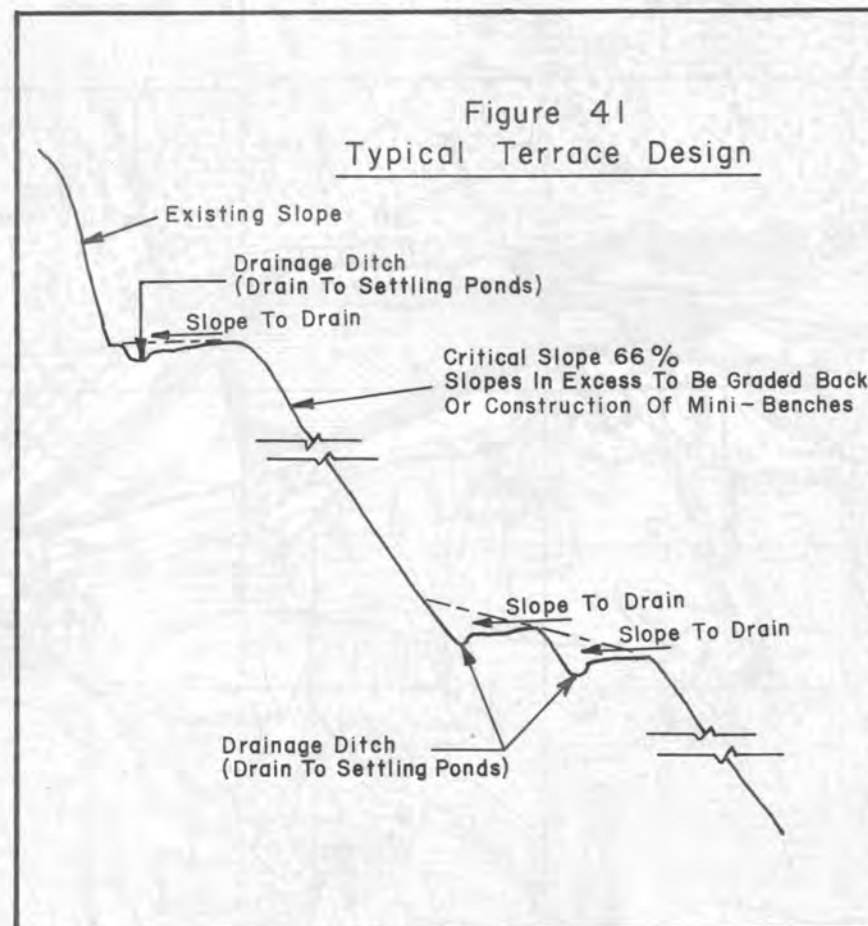 Figure 41
Typical Terrace Design
Existing Slope
Drainage Ditch
(Drain To Settling Ponds)
Slope To Drain
Critical Slope 66%
Slopes In Excess To Be Graded Back
Or Construction Of Mini-Benches
Slope To Drain
Slope To Drain
Drainage Ditch
(Drain To Settling Ponds)